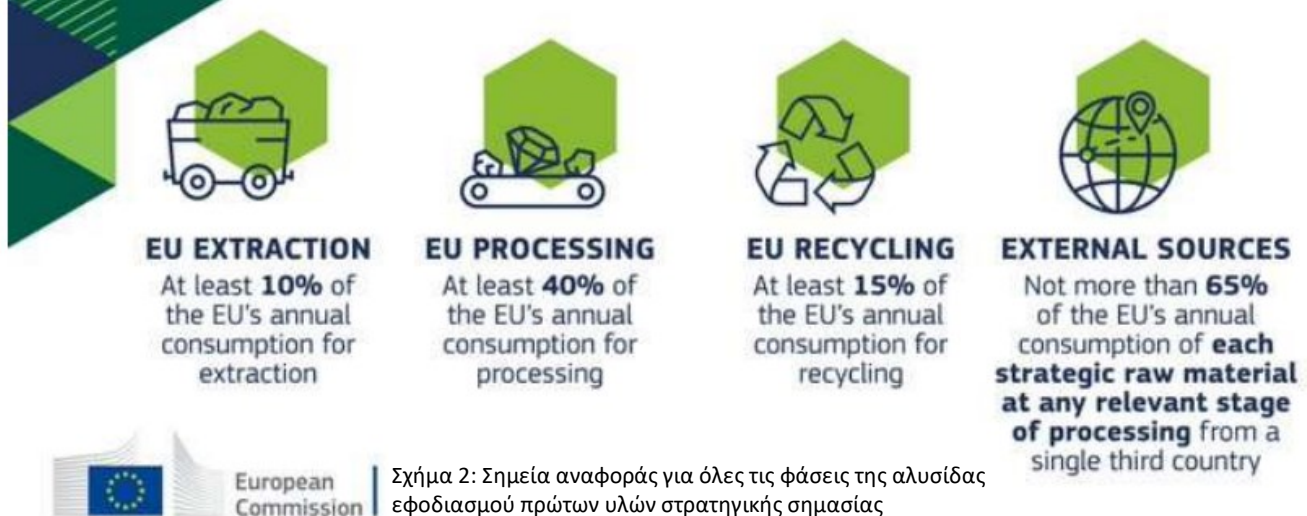 EU EXTRACTION
At least 10% of
the EU's annual
consumption for
extraction
EU PROCESSING
At least 40% of
the EU's annual
consumption for
processing
EU RECYCLING
At least 15% of
the EU's annual
consumption for
recycling
EXTERNAL SOURCES
Not more than 65%
of the EU's annual
consumption of each
strategic raw material
at any relevant stage
of processing from a
single third country
European
Commission
Σχήμα 2: Σημεία αναφοράς για όλες τις φάσεις της αλυσίδας
εφοδιασμού πρώτων υλών στρατηγικής σημασίας